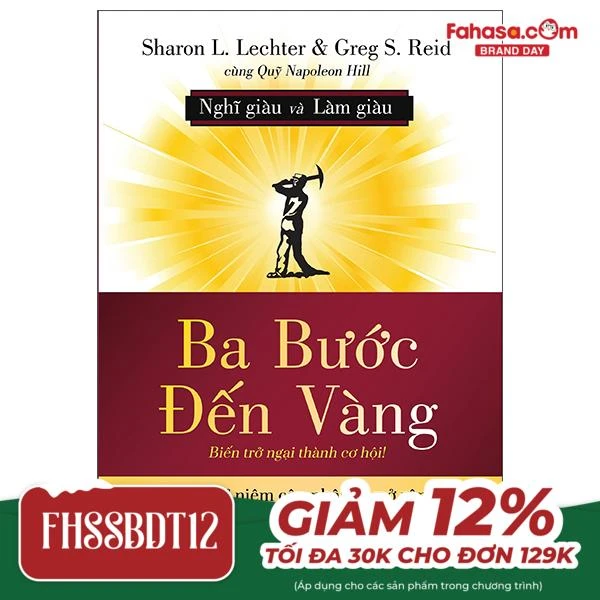 Fahasa.com
BRAND DAY
Sharon L. Lechter & Greg S. Reid
cùng Quỹ Napoleon Hill
Nghĩ giàu và Làm giàu
Ba Bước
Đến Vàng
Biến trở ngại thành cơ hội!
FHSSBDT12
GIẢM 12%
TỐI ĐA 30K CHO ĐƠN 129K
(Áp dụng cho các sản phẩm trong chương trình)